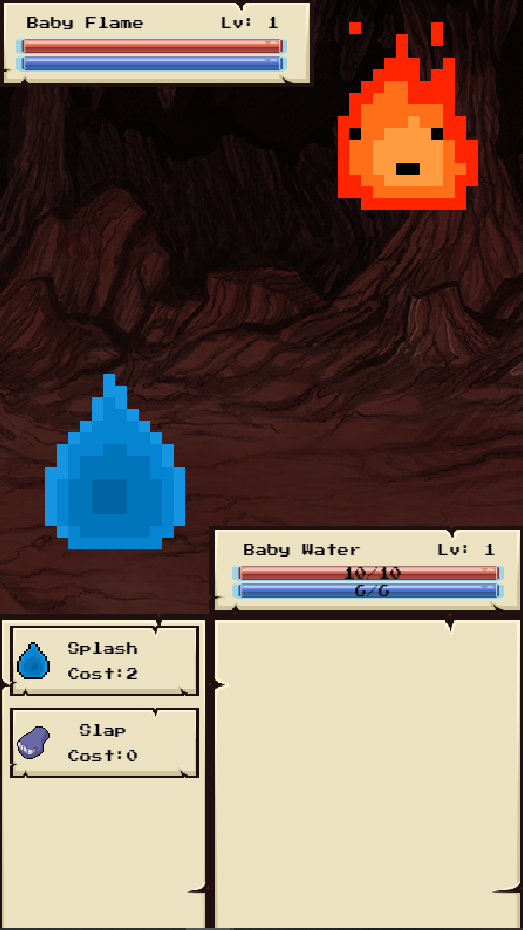 Baby Flame Lv: 1
Baby Water Lv: 1
10/10
6/6
Splash
Cost:2
Slap
Cost:0